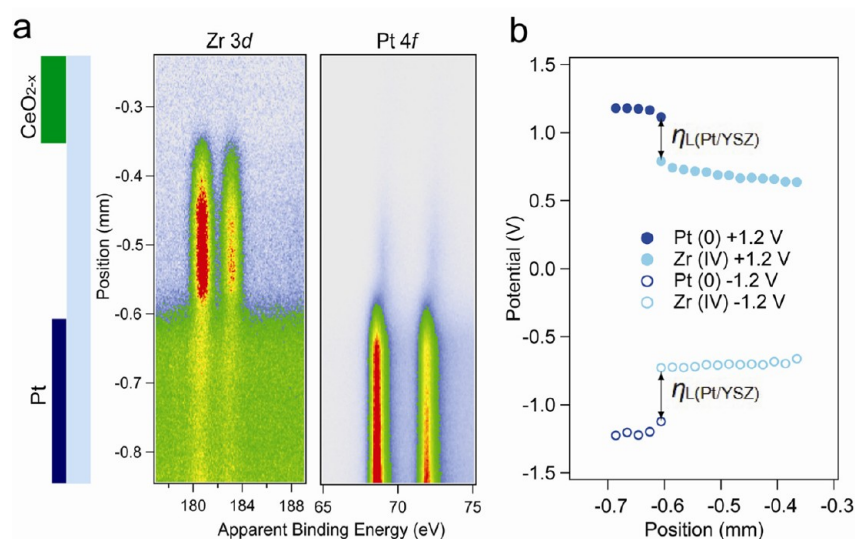 a
Zr 3d
Pt 4f
CeO2-x
Pt
Position (mm)
-0.3
-0.4
-0.5
-0.6
-0.7
-0.8
180 184 188
65 70 75
Apparent Binding Energy (eV)
b
Potential (V)
1.5
1.0
0.5
0.0
-0.5
-1.0
-1.5
ηL(Pt/YSZ)
Pt (0) +1.2 V
Zr (IV) +1.2 V
Pt (0) -1.2 V
Zr (IV) -1.2 V
ηL(Pt/YSZ)
-0.7 -0.6 -0.5 -0.4 -0.3
Position (mm)